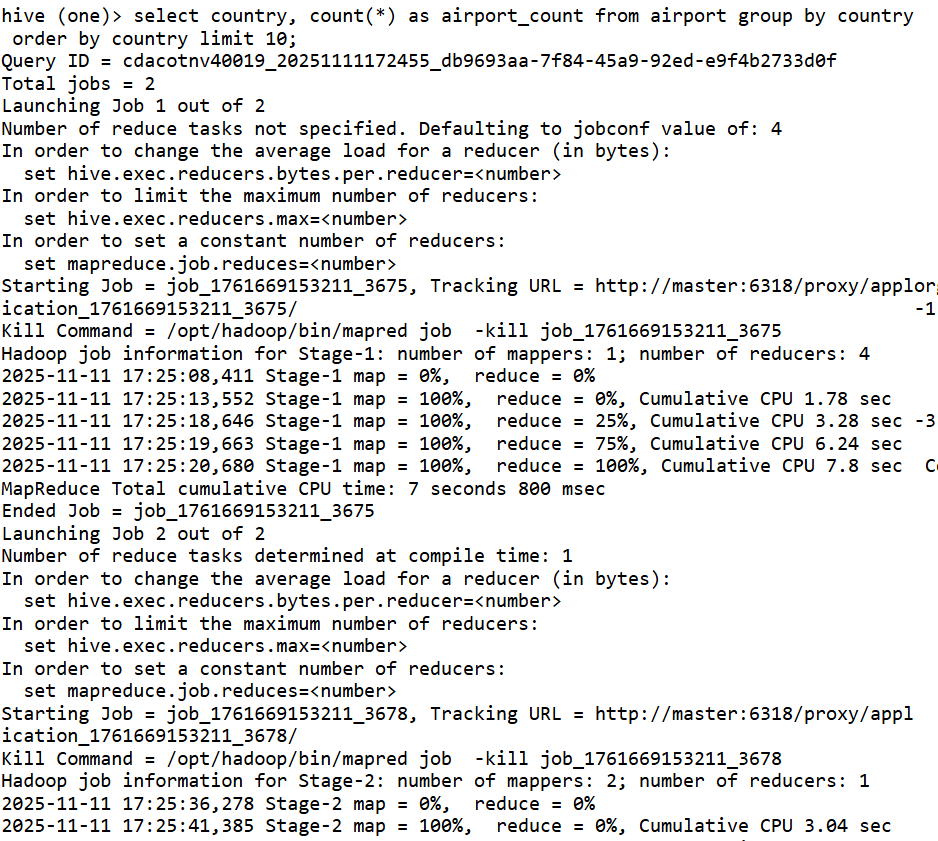 hive (one)> select country, count(*) as airport_count from airport group by country
 order by country limit 10;
Query ID = cdacotnv40019_20251111172455_db9693aa-7f84-45a9-92ed-e9f4b2733d0f
Total jobs = 2
Launching Job 1 out of 2
Number of reduce tasks not specified. Defaulting to jobconf value of: 4
In order to change the average load for a reducer (in bytes):
  set hive.exec.reducers.bytes.per.reducer=<number>
In order to limit the maximum number of reducers:
  set hive.exec.reducers.max=<number>
In order to set a constant number of reducers:
  set mapreduce.job.reduces=<number>
Starting Job = job_1761669153211_3675, Tracking URL = http://master:6318/proxy/applorg
ication_1761669153211_3675/ -1
Kill Command = /opt/hadoop/bin/mapred job  -kill job_1761669153211_3675
Hadoop job information for Stage-1: number of mappers: 1; number of reducers: 4
2025-11-11 17:25:08,411 Stage-1 map = 0%,  reduce = 0%
2025-11-11 17:25:13,552 Stage-1 map = 100%,  reduce = 0%, Cumulative CPU 1.78 sec
2025-11-11 17:25:18,646 Stage-1 map = 100%,  reduce = 25%, Cumulative CPU 3.28 sec -3
2025-11-11 17:25:19,663 Stage-1 map = 100%,  reduce = 75%, Cumulative CPU 6.24 sec
2025-11-11 17:25:20,680 Stage-1 map = 100%,  reduce = 100%, Cumulative CPU 7.8 sec
MapReduce Total cumulative CPU time: 7 seconds 800 msec
Ended Job = job_1761669153211_3675
Launching Job 2 out of 2
Number of reduce tasks determined at compile time: 1
In order to change the average load for a reducer (in bytes):
  set hive.exec.reducers.bytes.per.reducer=<number>
In order to limit the maximum number of reducers:
  set hive.exec.reducers.max=<number>
In order to set a constant number of reducers:
  set mapreduce.job.reduces=<number>
Starting Job = job_1761669153211_3678, Tracking URL = http://master:6318/proxy/appl
ication_1761669153211_3678/
Kill Command = /opt/hadoop/bin/mapred job  -kill job_1761669153211_3678
Hadoop job information for Stage-2: number of mappers: 2; number of reducers: 1
2025-11-11 17:25:36,278 Stage-2 map = 0%,  reduce = 0%
2025-11-11 17:25:41,385 Stage-2 map = 100%,  reduce = 0%, Cumulative CPU 3.04 sec